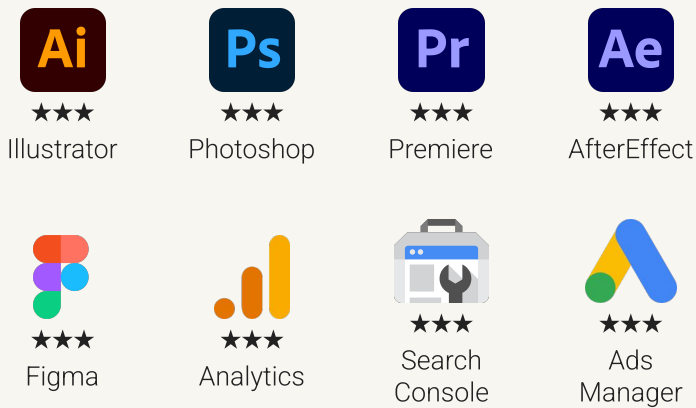 Ai Ps Pr Ae
★★★ ★★★ ★★★ ★★★
Illustrator Photoshop Premiere AfterEffect
★★★ ★★★ ★★★ ★★★
Figma Analytics Search Console Ads Manager